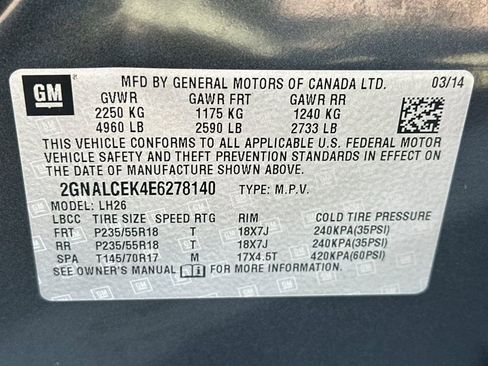 GM
MFD BY GENERAL MOTORS OF CANADA LTD. 03/14
GVWR GAWR FRT GAWR RR
2250 KG 1175 KG 1240 KG
4960 LB 2590 LB 2733 LB
THIS VEHICLE CONFORMS TO ALL APPLICABLE U.S. FEDERAL MOTOR
VEHICLE SAFETY AND THEFT PREVENTION STANDARDS IN EFFECT ON THE DATE
OF MANUFACTURE SHOWN ABOVE.
2GNALCEK4E6278140 TYPE: M.P.V.
MODEL: LH26
LBCC TIRE SIZE SPEED RTG RIM COLD TIRE PRESSURE
FRT P235/55R18 T 18X7J 240KPA(35PSI)
RR P235/55R18 T 18X7J 240KPA(35PSI)
SPA T145/70R17 M 17X4.5T 420KPA(60PSI)
SEE OWNER'S MANUAL FOR MORE INFORMATION.